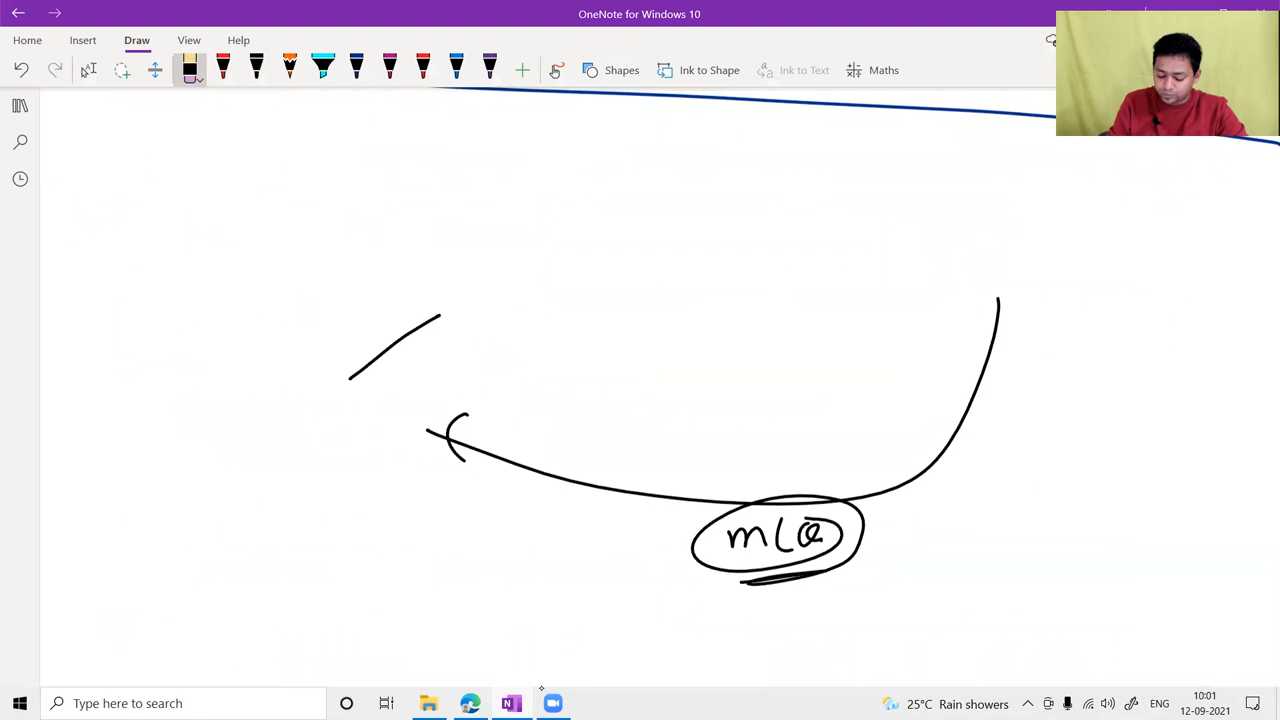 OneNote for Windows 10
Home Insert Draw View Help
Shapes Ink to Shape Ink to Text Maths
Type here to search
25°C Rain showers
ENG
10:01
12-09-2021